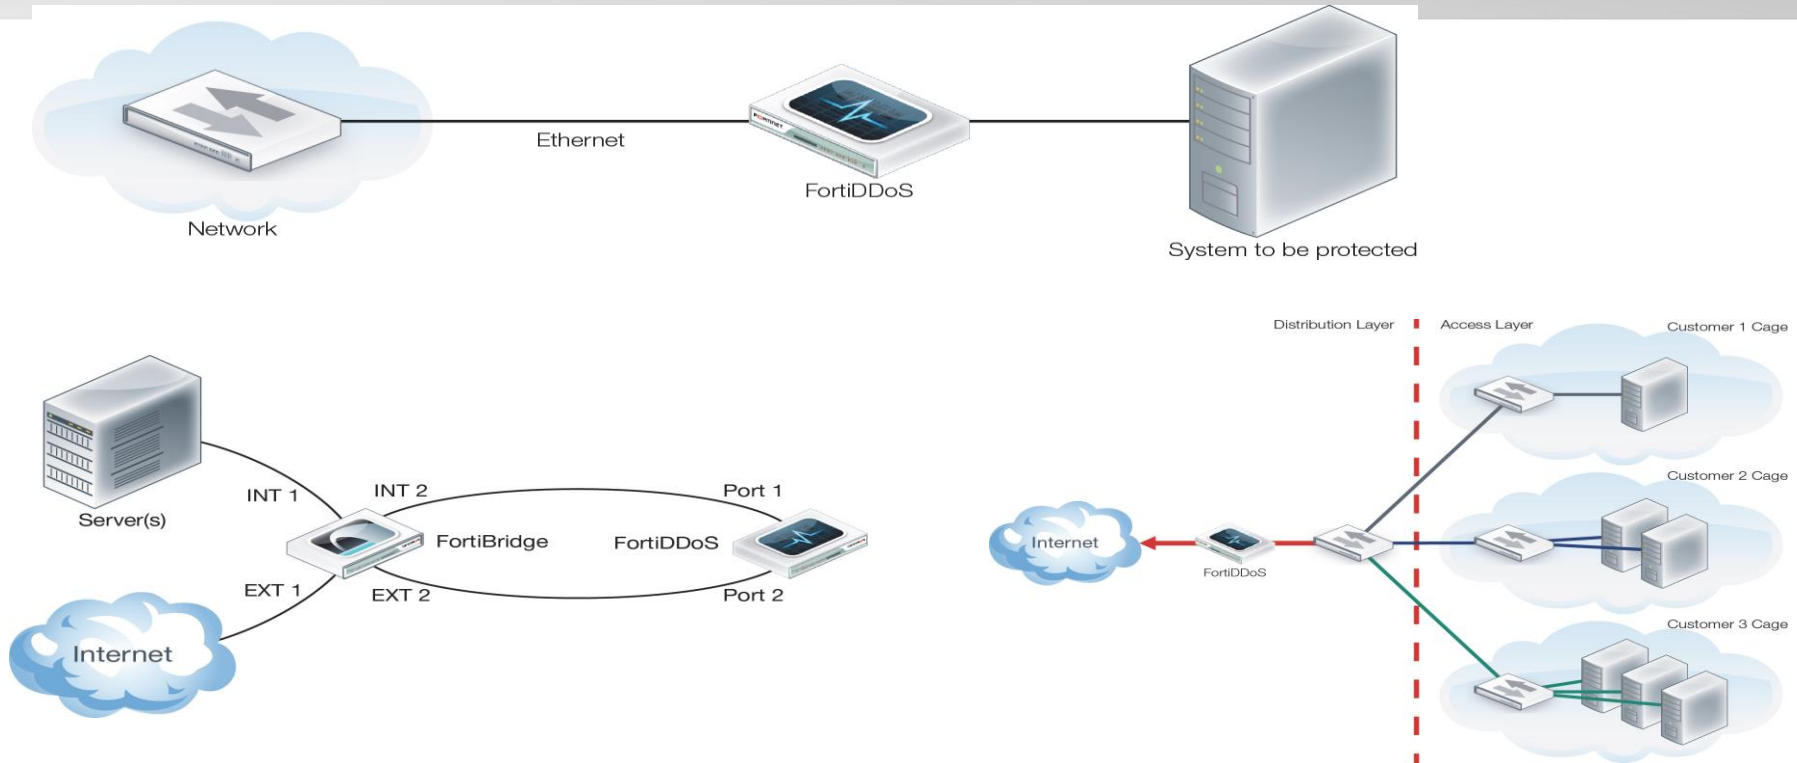 Ethernet
FortiDDoS
Network
System to be protected
Server(s)
INT 1
INT 2
Port 1
FortiBridge
FortiDDoS
EXT 1
EXT 2
Port 2
Internet
Distribution Layer
Access Layer
Customer 1 Cage
Customer 2 Cage
Internet
FortiDDoS
Customer 3 Cage